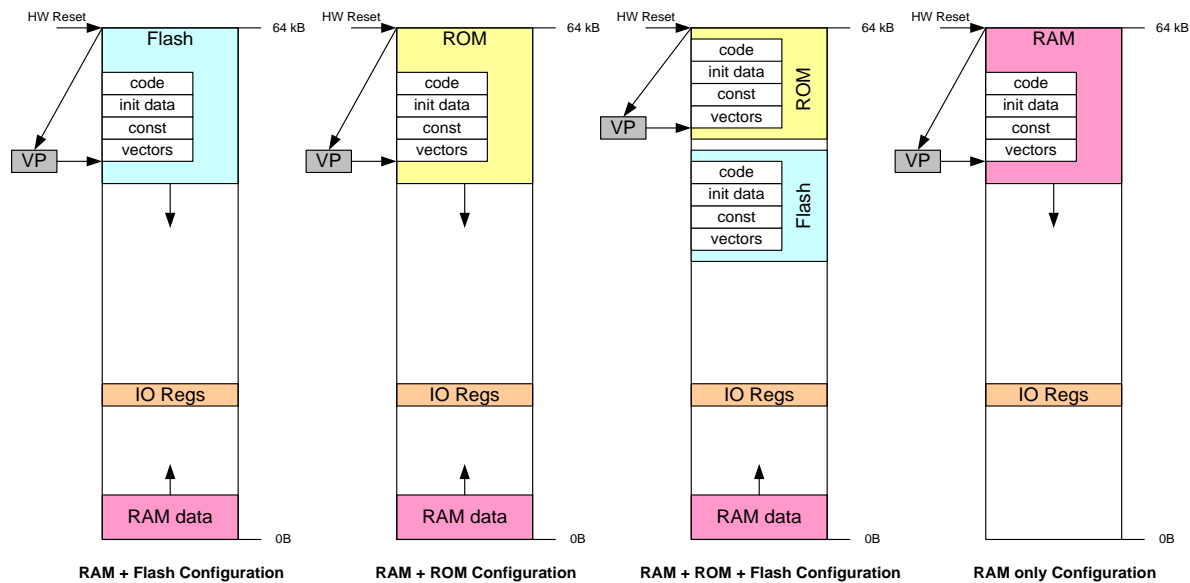 HW Reset
64 kB
Flash
code
init data
const
vectors
VP
IO Regs
RAM data
0B
RAM + Flash Configuration
HW Reset
64 kB
ROM
code
init data
const
vectors
VP
IO Regs
RAM data
0B
RAM + ROM Configuration
HW Reset
64 kB
ROM
code
init data
const
vectors
VP
Flash
code
init data
const
vectors
IO Regs
RAM data
0B
RAM + ROM + Flash Configuration
HW Reset
64 kB
RAM
code
init data
const
vectors
VP
IO Regs
0B
RAM only Configuration